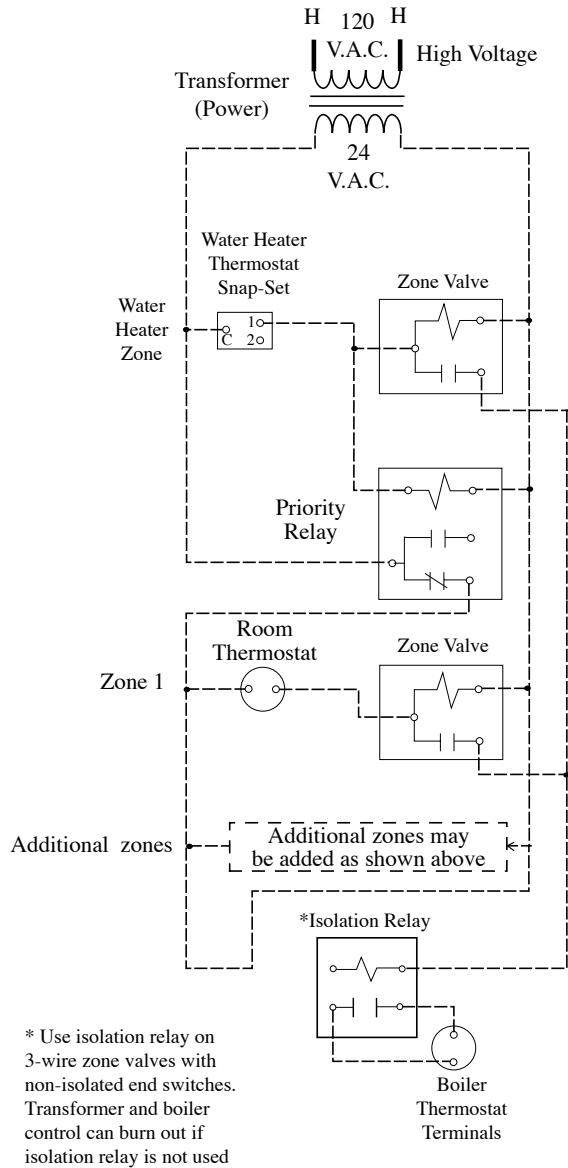 H 120 H
V.A.C.
High Voltage
Transformer
(Power)
24
V.A.C.
Water Heater
Thermostat
Snap-Set
Zone Valve
Water
Heater
Zone
1
C 2
Priority
Relay
Room
Thermostat
Zone Valve
Zone 1
Additional zones
Additional zones may
be added as shown above
*Isolation Relay
* Use isolation relay on
3-wire zone valves with
non-isolated end switches.
Transformer and boiler
control can burn out if
isolation relay is not used
Boiler
Thermostat
Terminals